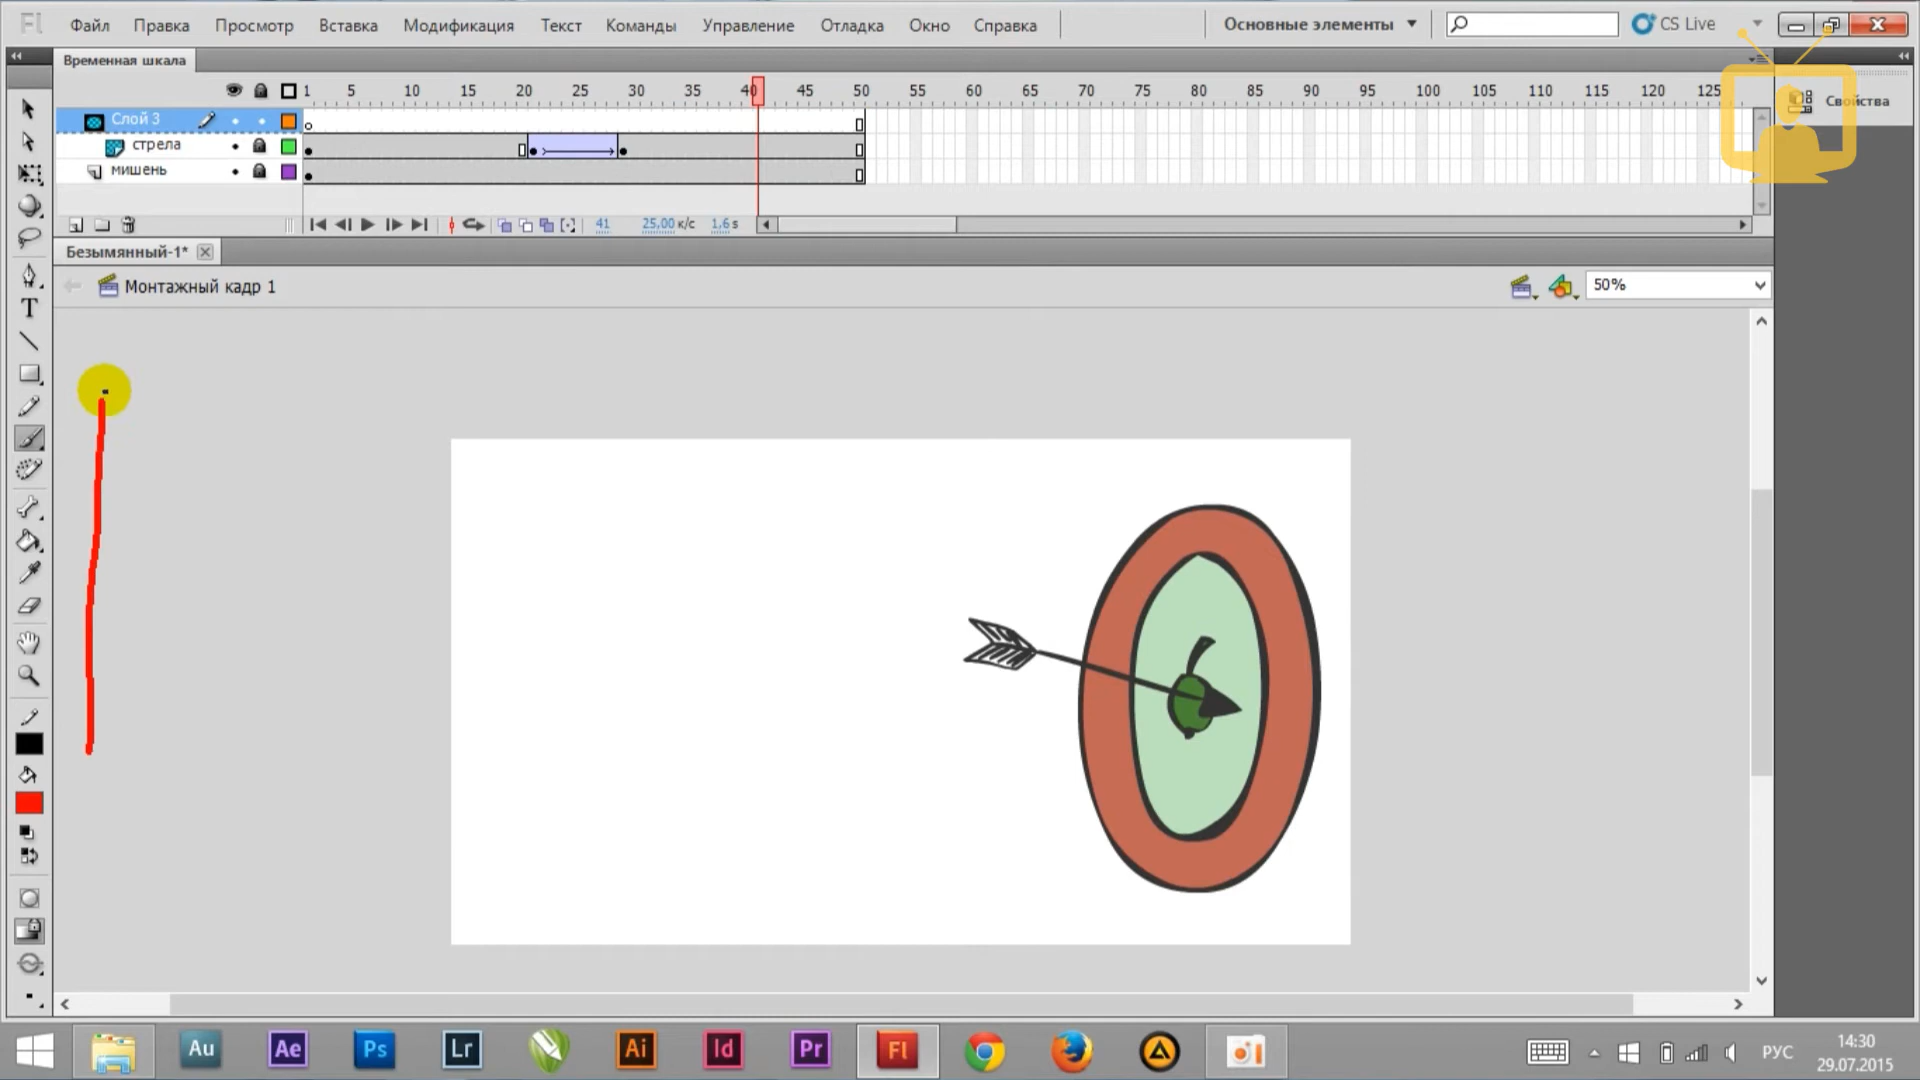 Fl Файл Правка Просмотр Вставка Модификация Текст Команды Управление Отладка Окно Справка Основные элементы CS Live
Временная шкала
1 5 10 15 20 25 30 35 40 45 50 55 60 65 70 75 80 85 90 95 100 105 110 115 120 125
Свойства
Слой 3
стрела
мишень
41 25,00 к/с 1,6 s
Безымянный-1*
Монтажный кадр 1 50%
T
Au Ae Ps Lr Ai Id Pr Fl РУС 14:30
29.07.2015